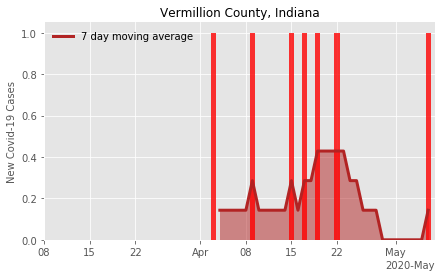 Vermillion County, Indiana
7 day moving average
New Covid-19 Cases
1.0
0.8
0.6
0.4
0.2
0.0
08
15
22
Apr
08
15
22
May
2020-May